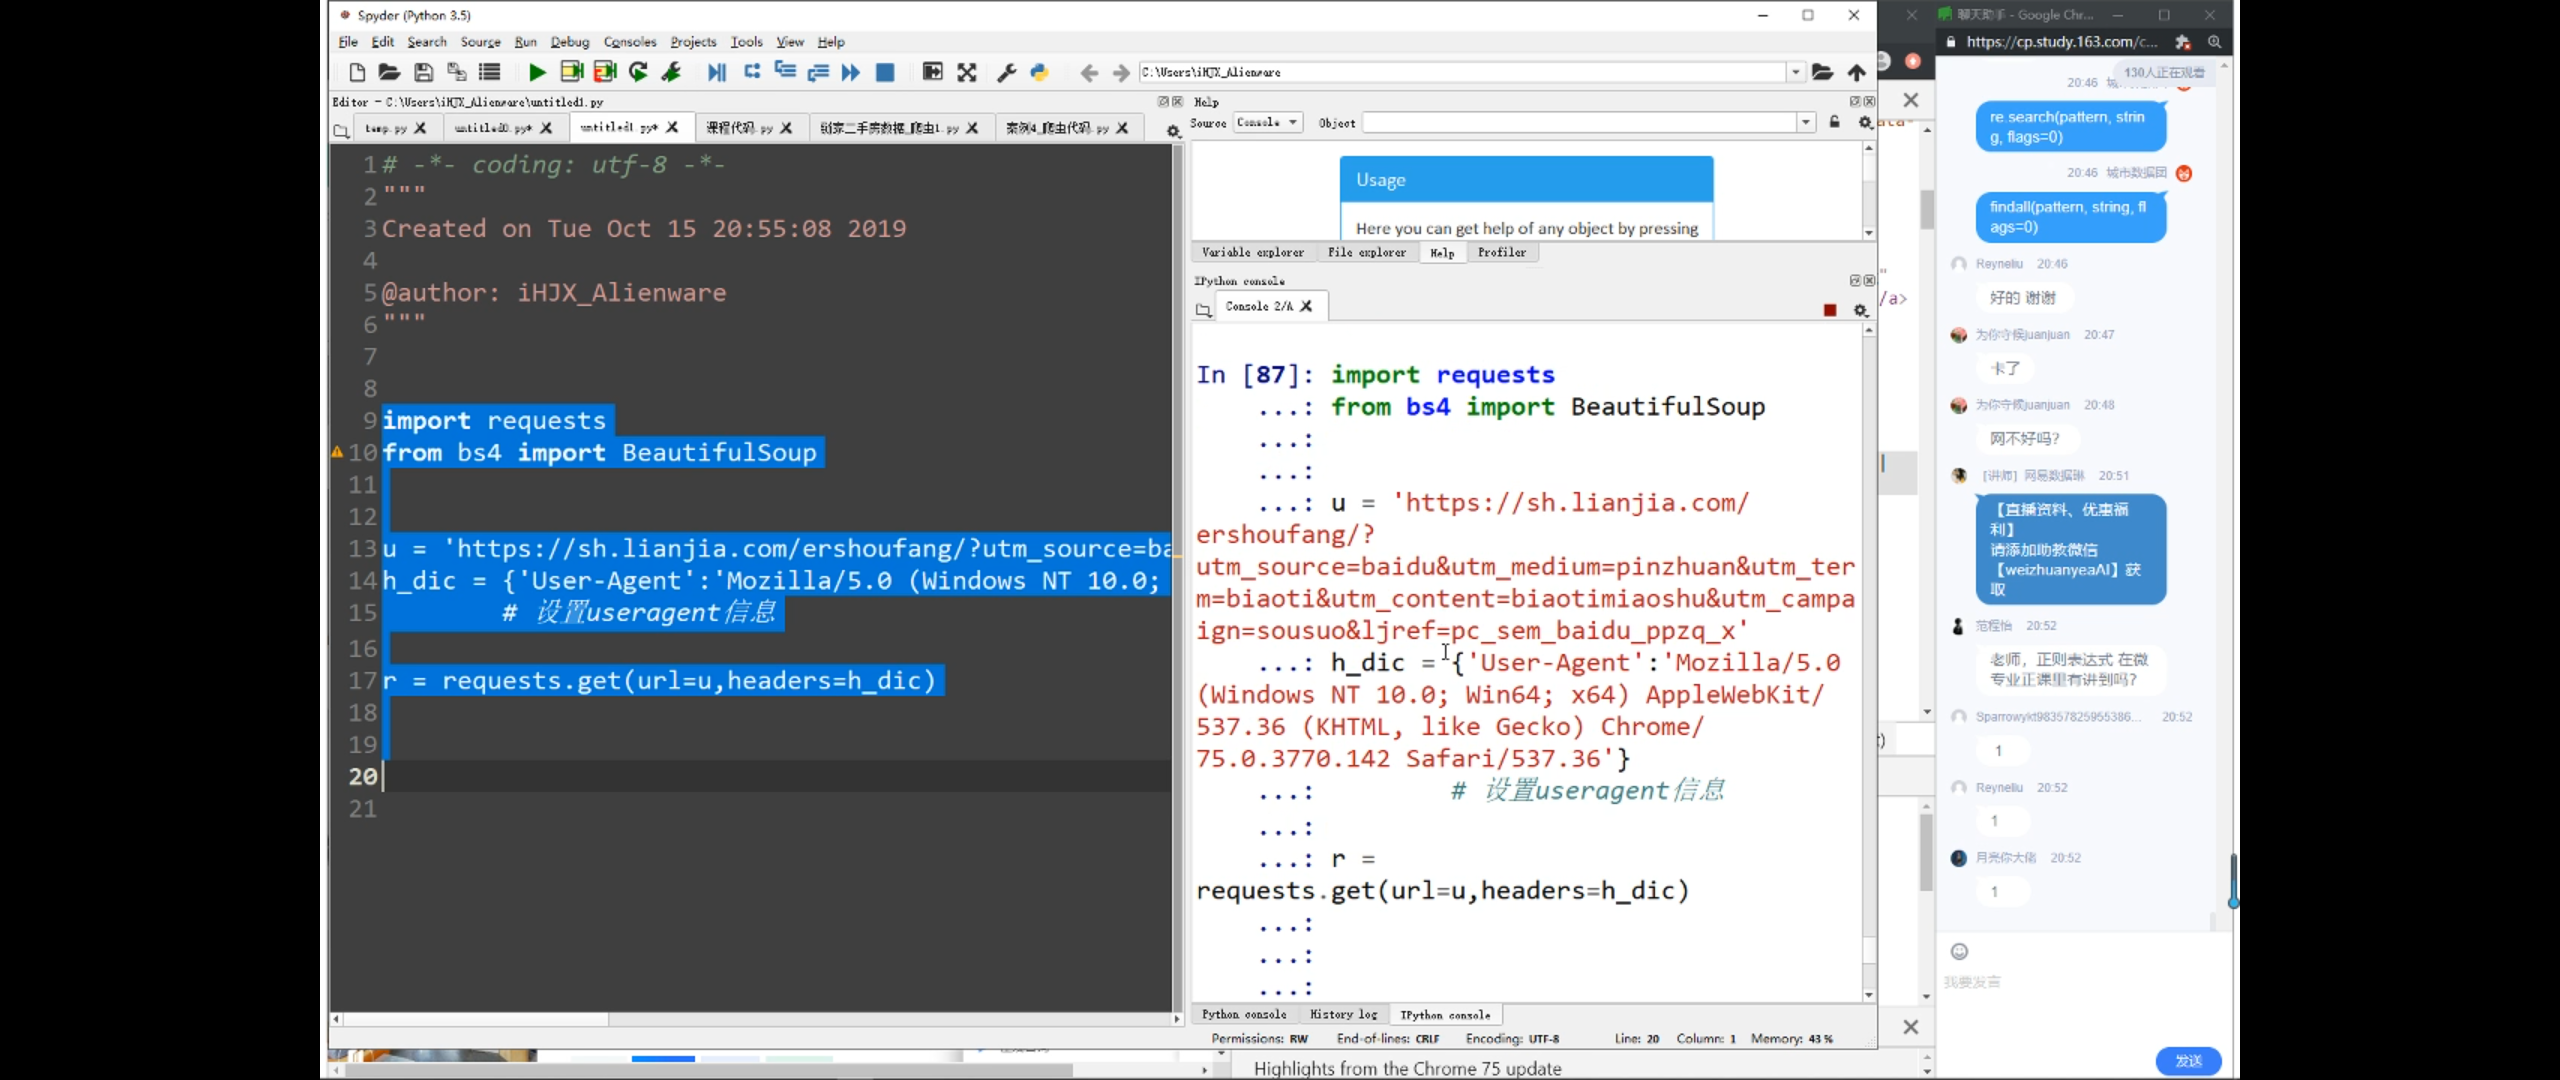 Spyder (Python 3.5)
File Edit Search Source Run Debug Consoles Projects Tools View Help
C:\Users\iHJX_Alienware
Editor - C:\Users\iHJX_Alienware\untitled1.py
temp.py
untitled0.py*
untitled1.py*
课程代码.py
链家二手房数据_爬虫1.py
案例4_爬虫代码.py
1 # -*- coding: utf-8 -*-
2 """
3 Created on Tue Oct 15 20:55:08 2019
4
5 @author: iHJX_Alienware
6 """
7
8
9 import requests
10 from bs4 import BeautifulSoup
11
12
13 u = 'https://sh.lianjia.com/ershoufang/?utm_source=ba
14 h_dic = {'User-Agent':'Mozilla/5.0 (Windows NT 10.0;
15 # 设置useragent信息
16
17 r = requests.get(url=u,headers=h_dic)
18
19
20
21
Help
Source Console Object
Usage
Here you can get help of any object by pressing
Variable explorer File explorer Help Profiler
IPython console
Console 2/A
In [87]: import requests
...: from bs4 import BeautifulSoup
...:
...:
...: u = 'https://sh.lianjia.com/
ershoufang/?
utm_source=baidu&utm_medium=pinzhuan&utm_ter
m=biaoti&utm_content=biaotimiaoshu&utm_campa
ign=sousuo&ljref=pc_sem_baidu_ppzq_x'
...: h_dic = {'User-Agent':'Mozilla/5.0
(Windows NT 10.0; Win64; x64) AppleWebKit/
537.36 (KHTML, like Gecko) Chrome/
75.0.3770.142 Safari/537.36'}
...: # 设置useragent信息
...:
...: r =
requests.get(url=u,headers=h_dic)
...:
...:
...:
Python console History log IPython console
Permissions: RW End-of-lines: CRLF Encoding: UTF-8 Line: 20 Column: 1 Memory: 43 %
Highlights from the Chrome 75 update
/a>
聊天助手 - Google Chr...
https://cp.study.163.com/c...
130人正在观看
20:46
re.search(pattern, strin
g, flags=0)
20:46 城市数据团
findall(pattern, string, fl
ags=0)
Reyneliu 20:46
好的 谢谢
为你守候juanjuan 20:47
卡了
为你守候juanjuan 20:48
网不好吗?
[讲师] 网易数据琳 20:51
【直播资料、优惠福
利】
请添加助教微信
【weizhuanyeaAI】获
取
范程怡 20:52
老师，正则表达式 在微
专业正课里有讲到吗?
Sparrowykt98357825955386... 20:52
1
Reyneliu 20:52
1
月亮你大佬 20:52
1
我要发言
发送